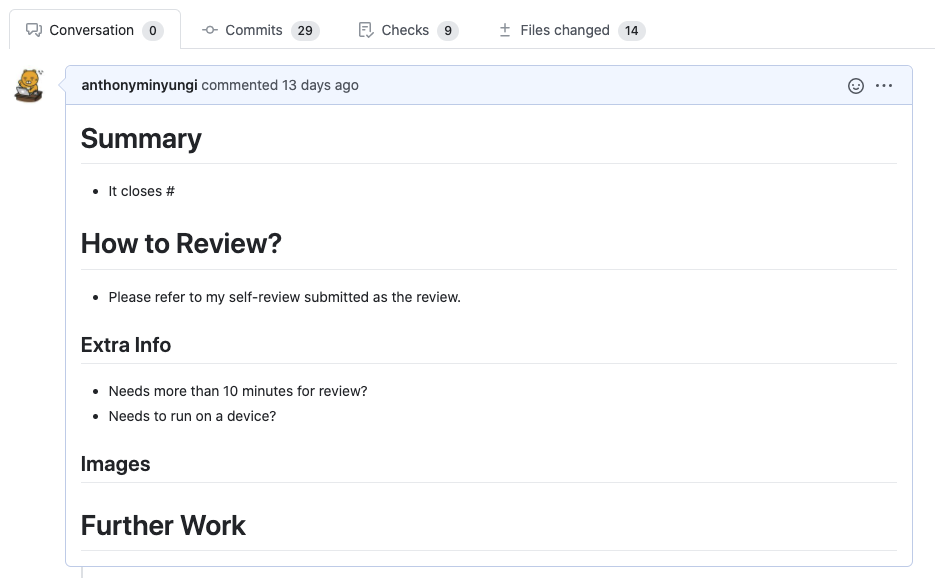 Conversation 0 Commits 29 Checks 9 Files changed 14
anthonyminyungi commented 13 days ago
Summary
It closes #
How to Review?
Please refer to my self-review submitted as the review.
Extra Info
Needs more than 10 minutes for review?
Needs to run on a device?
Images
Further Work